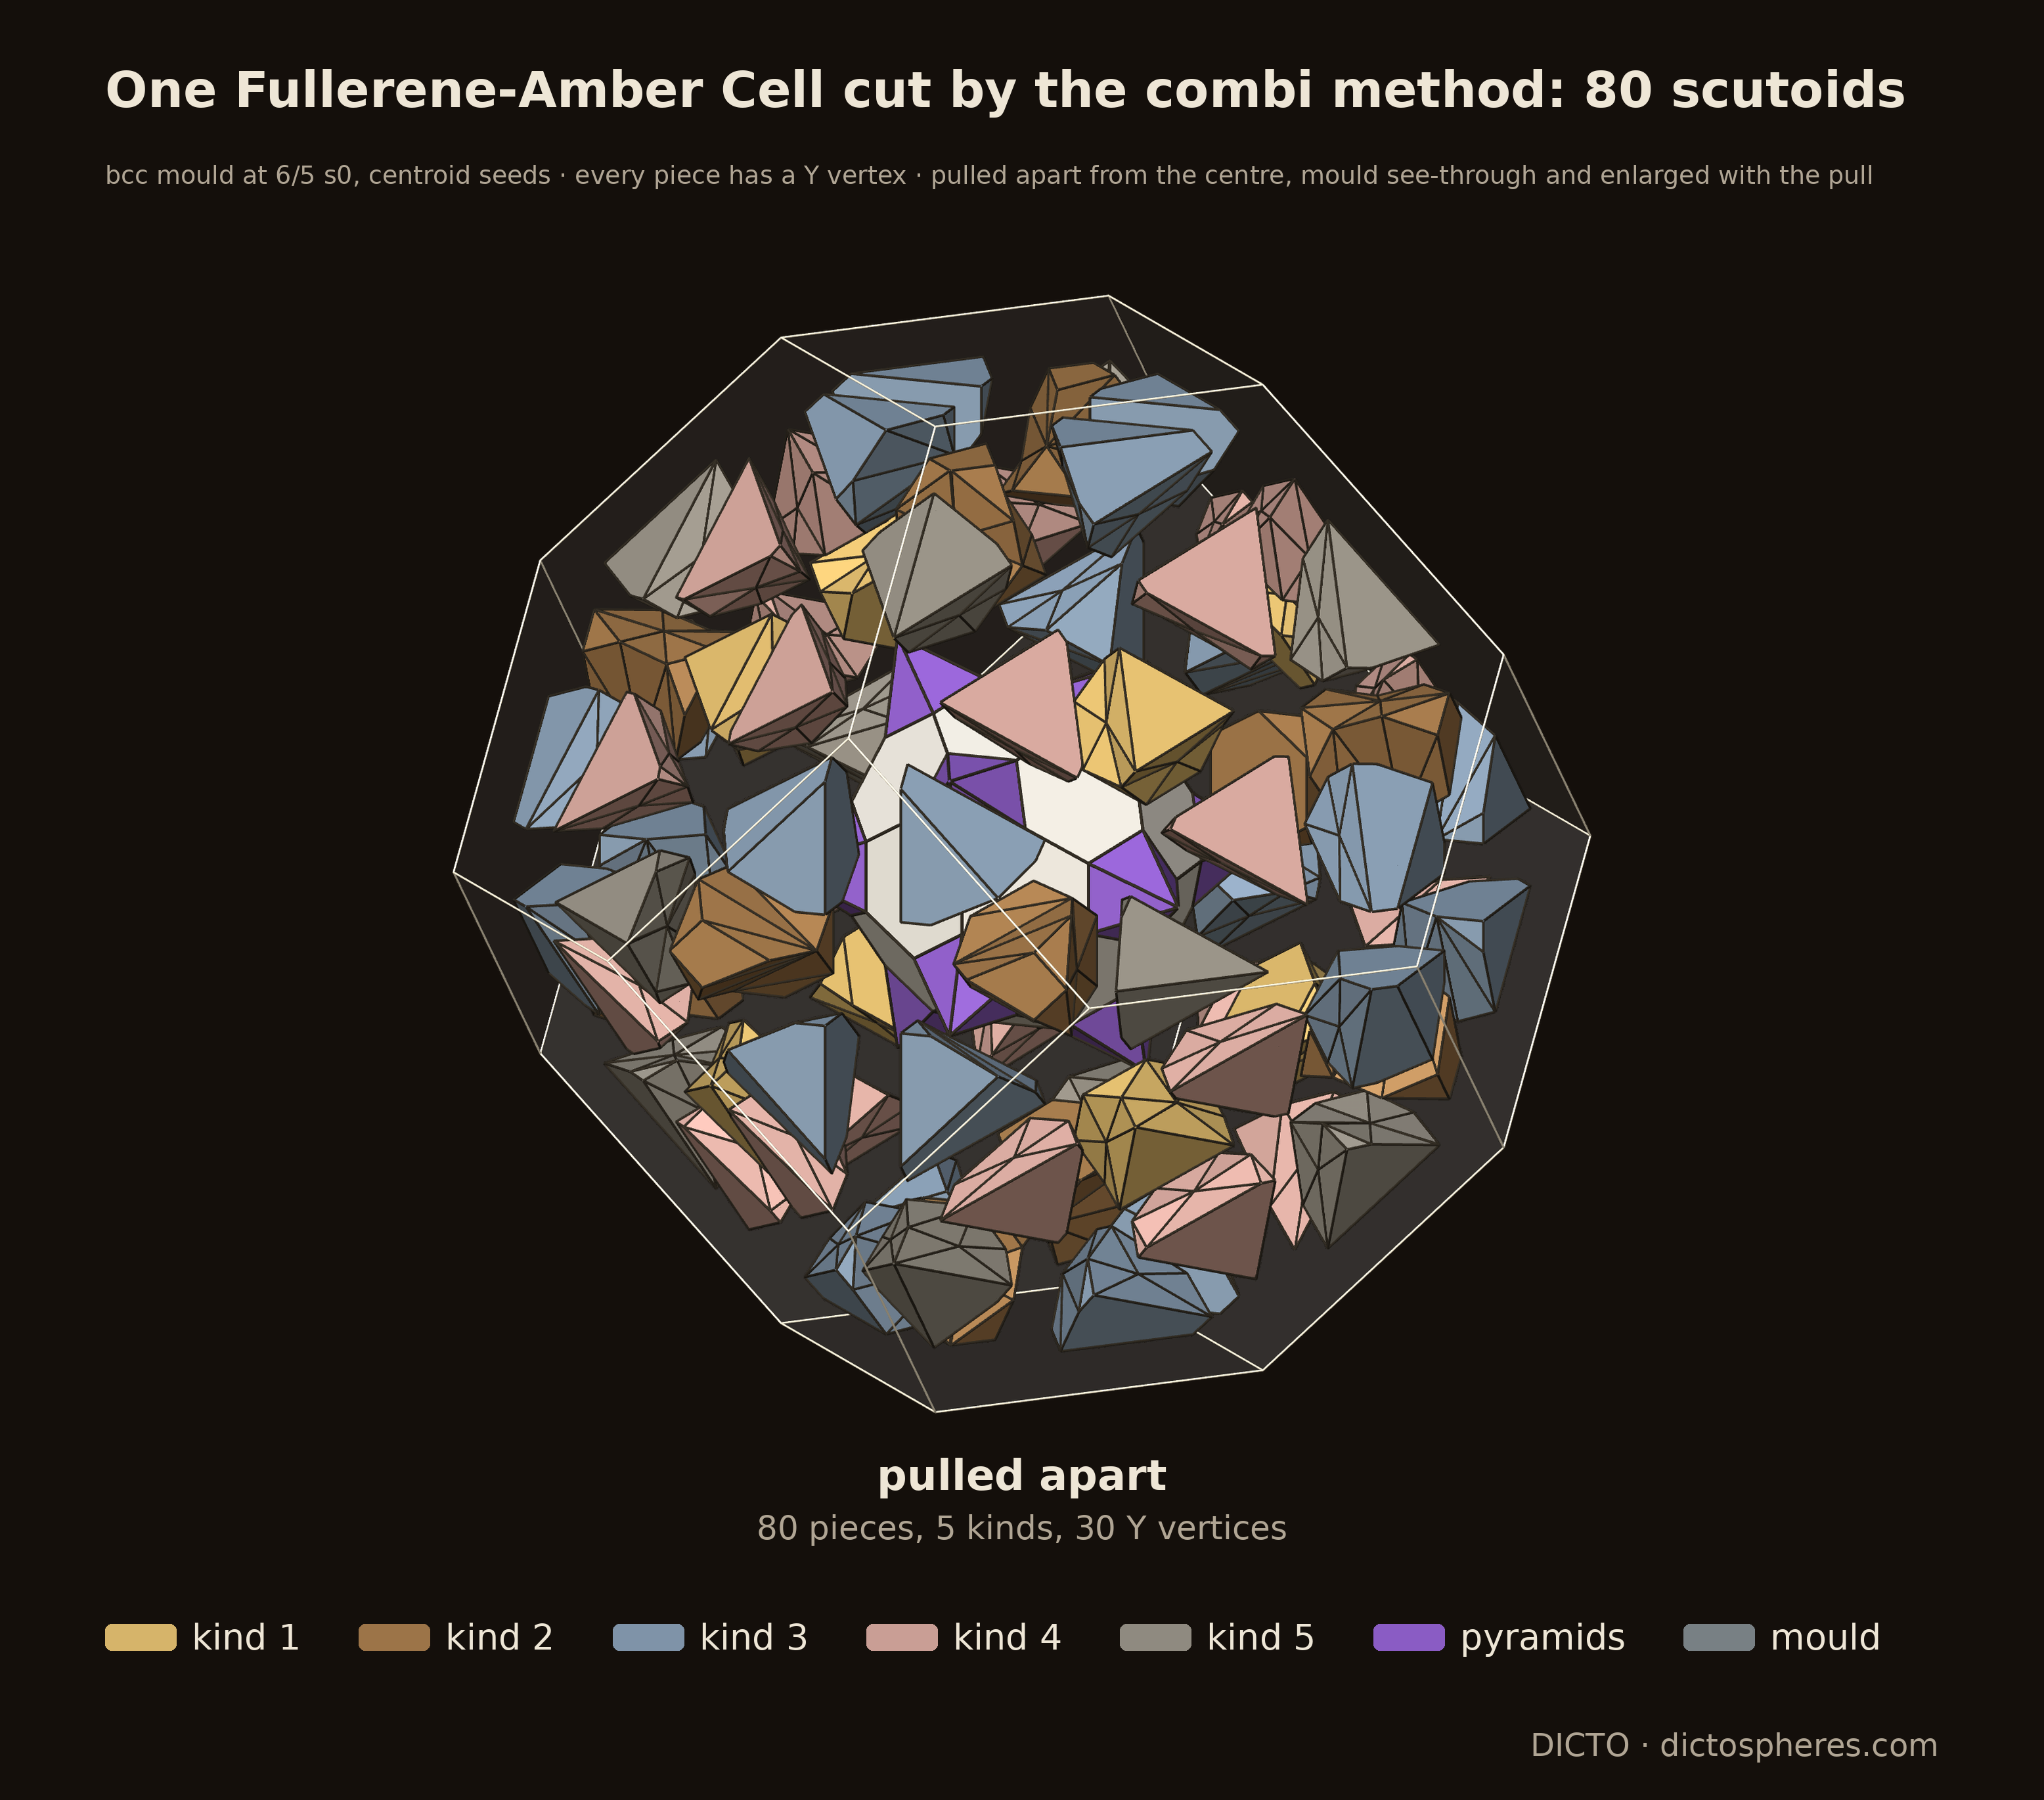 One Fullerene-Amber Cell cut by the combi method: 80 scutoids
bcc mould at 6/5 s0, centroid seeds · every piece has a Y vertex · pulled apart from the centre, mould see-through and enlarged with the pull
pulled apart
80 pieces, 5 kinds, 30 Y vertices
kind 1 kind 2 kind 3 kind 4 kind 5 pyramids mould
DICTO · dictospheres.com